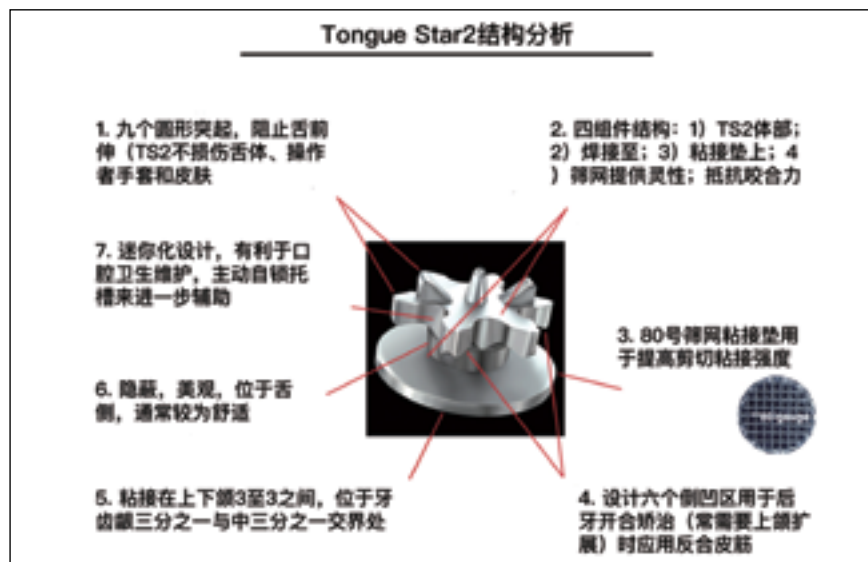 Tongue Star2结构分析
1. 九个圆形突起，阻止舌前
伸（TS2不损伤舌体、操作
者手套和皮肤
2. 四组件结构：1）TS2体部；
2）焊接至；3）粘接垫上；4
）筛网提供灵性；抵抗咬合力
7. 迷你化设计，有利于口
腔卫生维护，主动自锁托
槽来进一步辅助
3. 80号筛网粘接垫用
于提高剪切粘接强度
6. 隐蔽，美观，位于舌
侧，通常较为舒适
5. 粘接在上下颌3至3之间，位于牙
齿龈三分之一与中三分之一交界处
4. 设计六个倒凹区用于后
牙开合矫治（常需要上颌扩
展）时应用反合皮筋